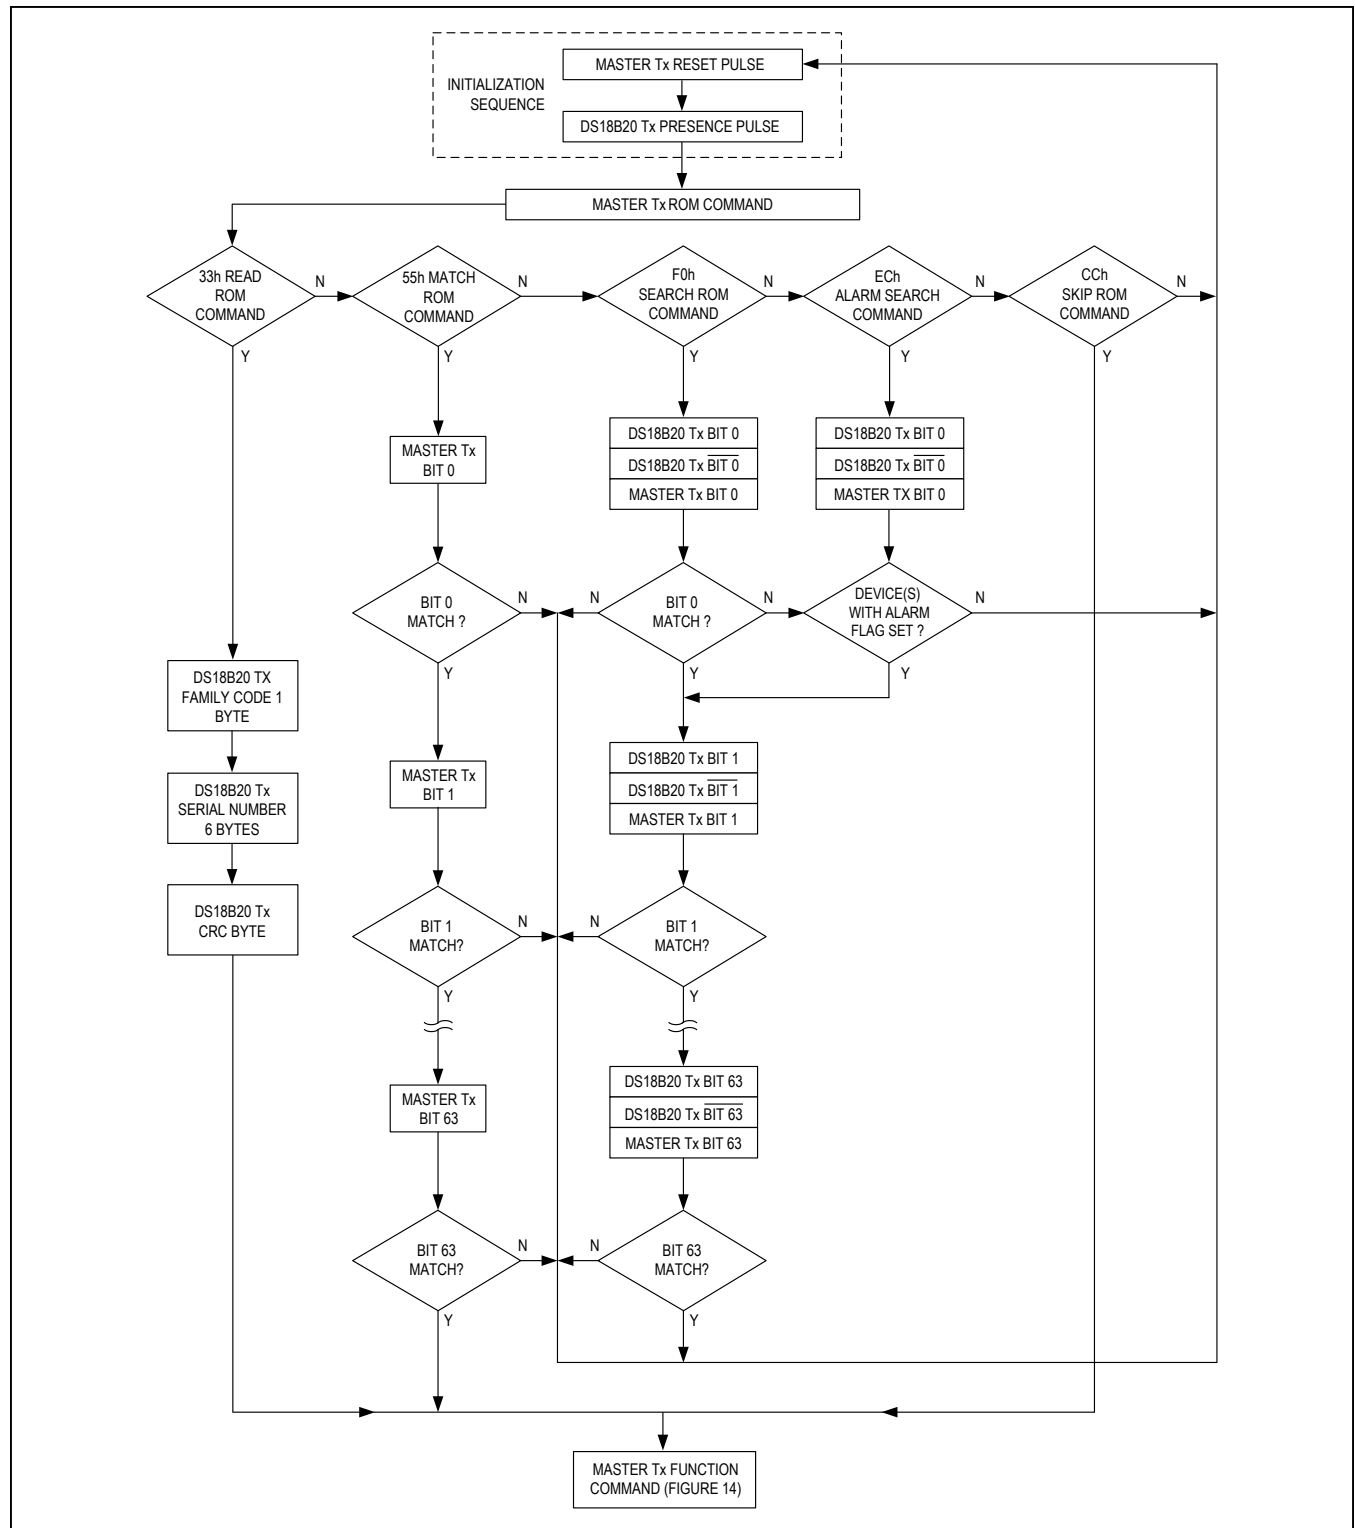 MASTER Tx RESET PULSE
INITIALIZATION
SEQUENCE
DS18B20 Tx PRESENCE PULSE
MASTER Tx ROM COMMAND
33h READ
ROM
COMMAND
N
Y
55h MATCH
ROM
COMMAND
N
Y
F0h
SEARCH ROM
COMMAND
N
Y
ECh
ALARM SEARCH
COMMAND
N
Y
CCh
SKIP ROM
COMMAND
N
Y
MASTER Tx
BIT 0
DS18B20 Tx BIT 0
DS18B20 Tx BIT 0
MASTER Tx BIT 0
DS18B20 Tx BIT 0
DS18B20 Tx BIT 0
MASTER TX BIT 0
BIT 0
MATCH ?
N
Y
N
BIT 0
MATCH ?
N
Y
DEVICE(S)
WITH ALARM
FLAG SET ?
N
Y
DS18B20 TX
FAMILY CODE 1
BYTE
DS18B20 Tx
SERIAL NUMBER
6 BYTES
DS18B20 Tx
CRC BYTE
MASTER Tx
BIT 1
DS18B20 Tx BIT 1
DS18B20 Tx BIT 1
MASTER Tx BIT 1
BIT 1
MATCH?
N
Y
N
BIT 1
MATCH?
Y
MASTER Tx
BIT 63
DS18B20 Tx BIT 63
DS18B20 Tx BIT 63
MASTER Tx BIT 63
BIT 63
MATCH?
N
Y
N
BIT 63
MATCH?
Y
MASTER Tx FUNCTION
COMMAND (FIGURE 14)